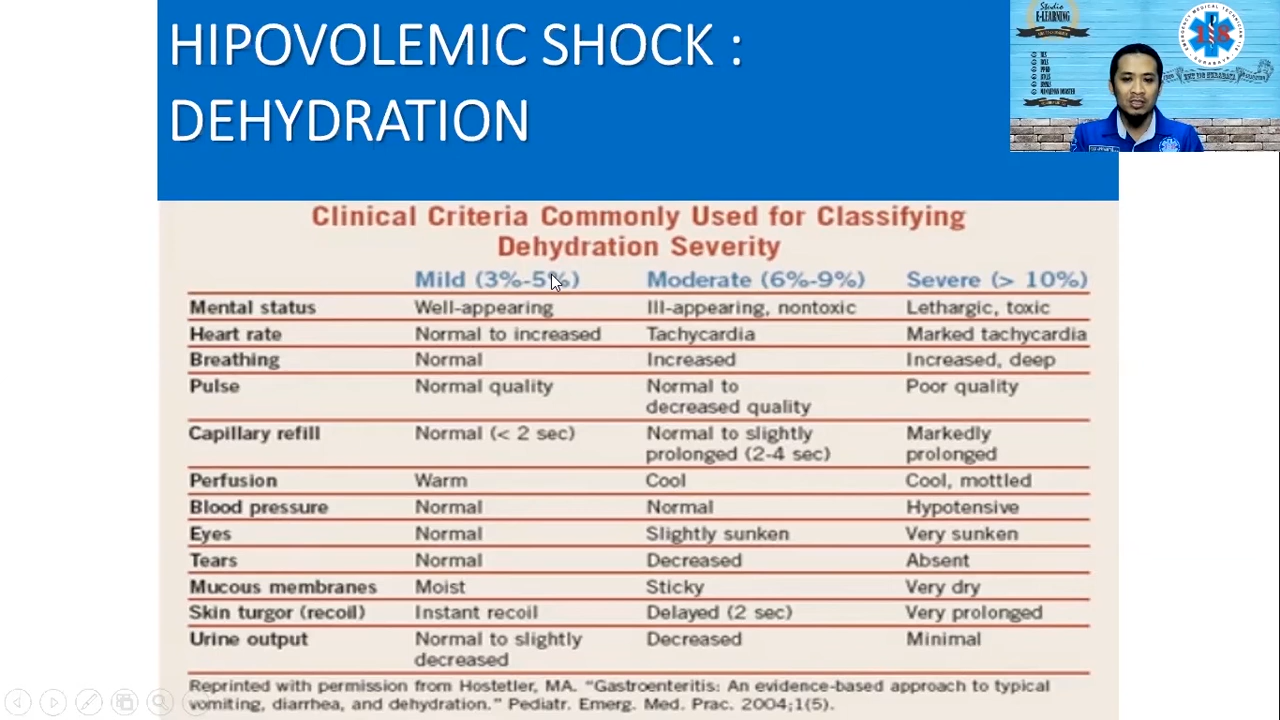 HIPOVOLEMIC SHOCK :
DEHYDRATION
Studio
E-LEARNING
118
SURABAYA
Clinical Criteria Commonly Used for Classifying
Dehydration Severity
Mild (3%-5%) Moderate (6%-9%) Severe (> 10%)
Mental status Well-appearing Ill-appearing, nontoxic Lethargic, toxic
Heart rate Normal to increased Tachycardia Marked tachycardia
Breathing Normal Increased Increased, deep
Pulse Normal quality Normal to Poor quality
decreased quality
Capillary refill Normal (< 2 sec) Normal to slightly Markedly
prolonged (2-4 sec) prolonged
Perfusion Warm Cool Cool, mottled
Blood pressure Normal Normal Hypotensive
Eyes Normal Slightly sunken Very sunken
Tears Normal Decreased Absent
Mucous membranes Moist Sticky Very dry
Skin turgor (recoil) Instant recoil Delayed (2 sec) Very prolonged
Urine output Normal to slightly Decreased Minimal
decreased
Reprinted with permission from Hostetler, MA. “Gastroenteritis: An evidence-based approach to typical
vomiting, diarrhea, and dehydration.” Pediatr. Emerg. Med. Prac. 2004;1(5).